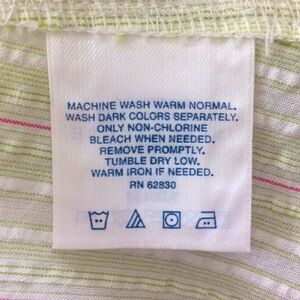 MACHINE WASH WARM NORMAL.
WASH DARK COLORS SEPARATELY.
ONLY NON-CHLORINE
BLEACH WHEN NEEDED.
REMOVE PROMPTLY.
TUMBLE DRY LOW.
WARM IRON IF NEEDED.
RN 62830